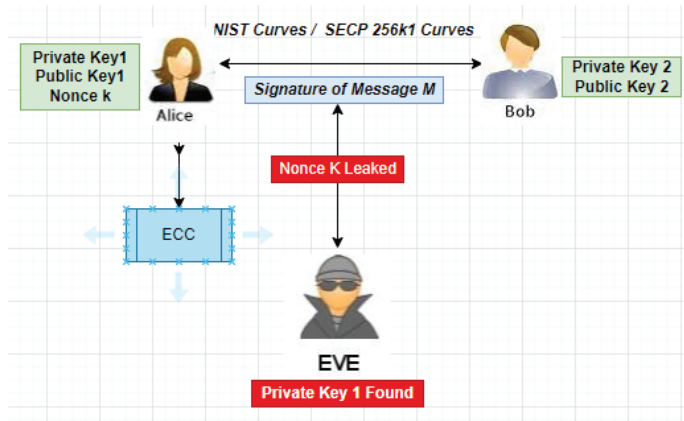 NIST Curves / SECP 256k1 Curves
Private Key1
Public Key1
Nonce k
Alice
Signature of Message M
Private Key 2
Public Key 2
Bob
Nonce K Leaked
ECC
EVE
Private Key 1 Found